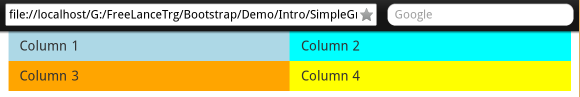 file://localhost/G:/FreeLanceTrg/Bootstrap/Demo/Intro/SimpleGr
Google
Column 1
Column 2
Column 3
Column 4